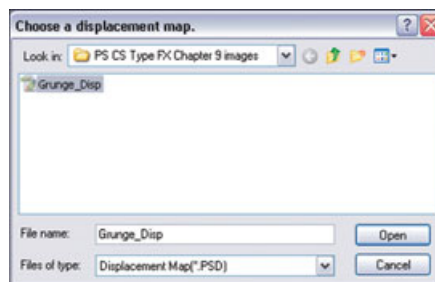 Choose a displacement map.
Look in: PS CS Type FX Chapter 9 images
Grunge_Disp
File name: Grunge_Disp Open
Files of type: Displacement Map(*.PSD) Cancel